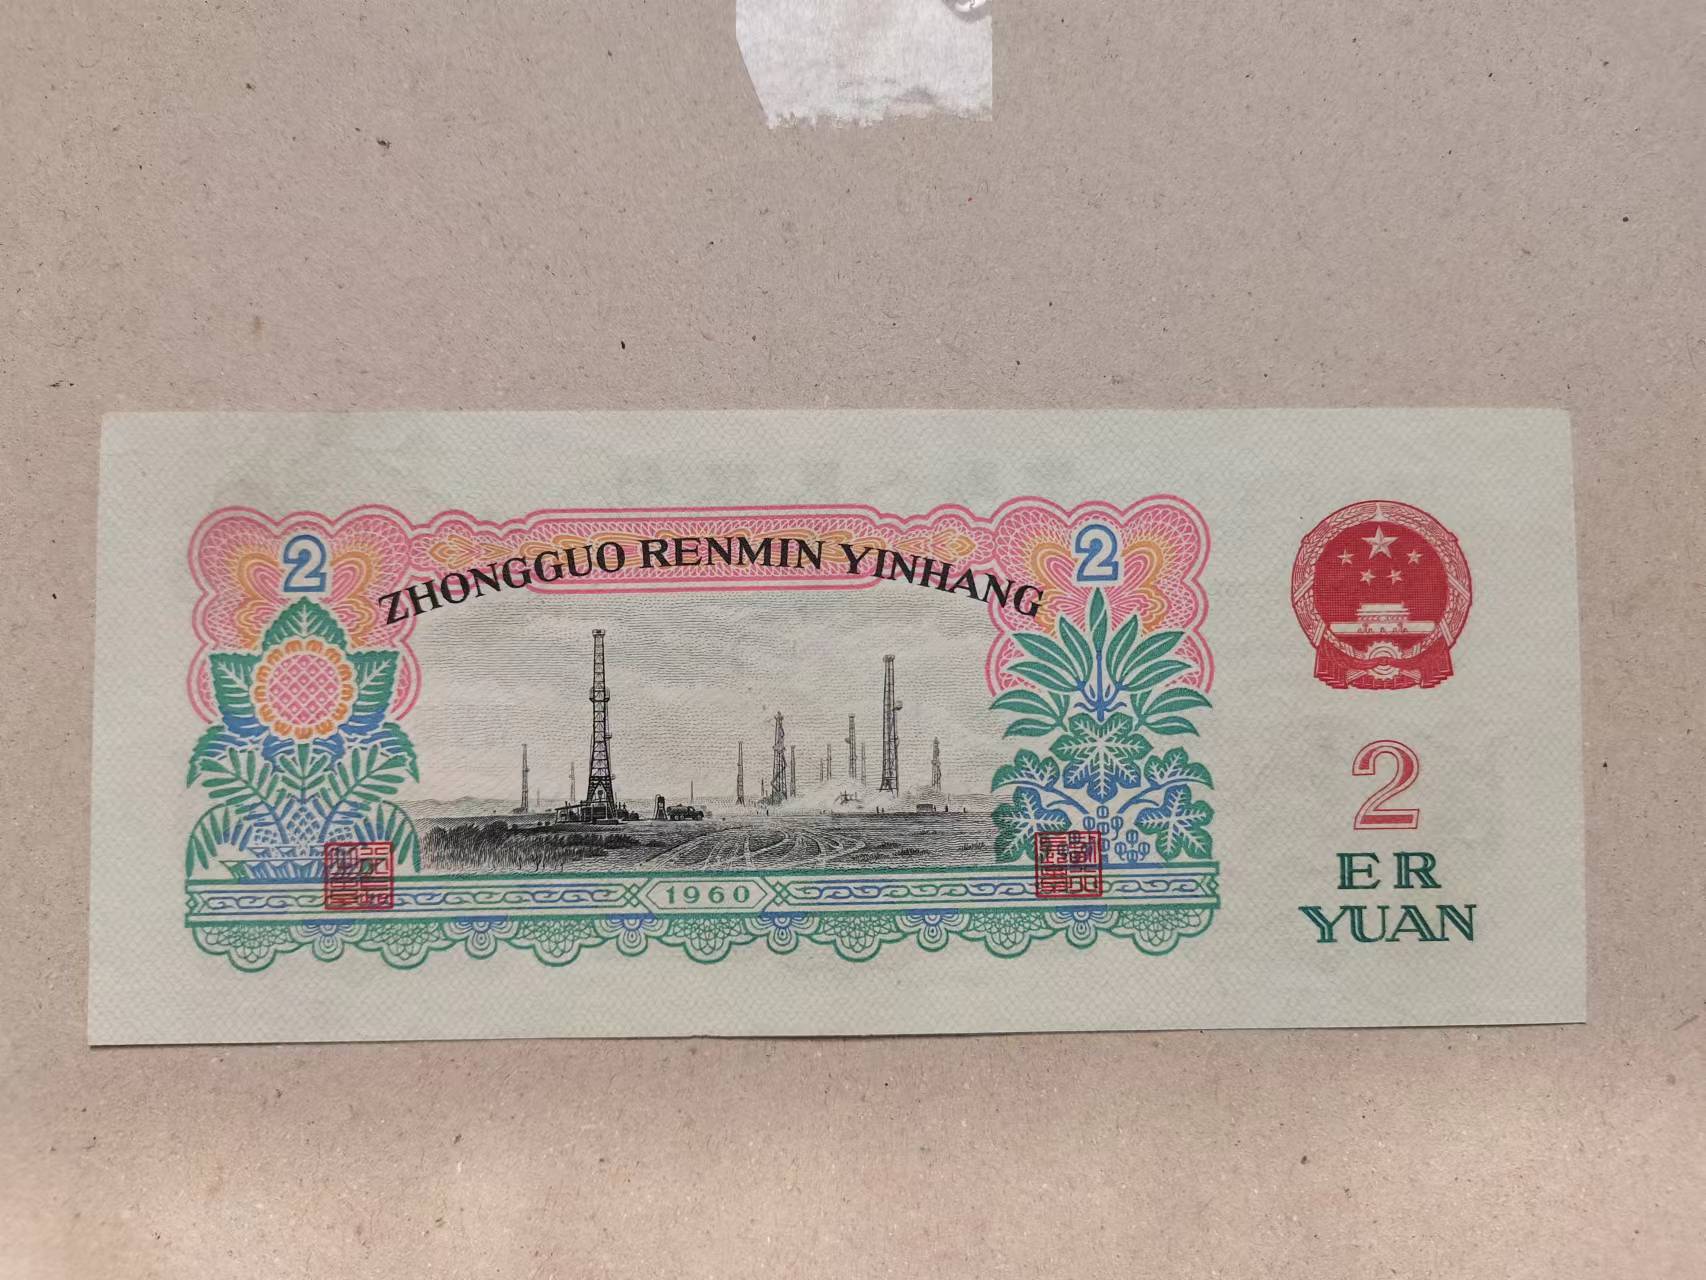 2
2
ZHONGGUO RENMIN YINHANG
1960
2
ER
YUAN